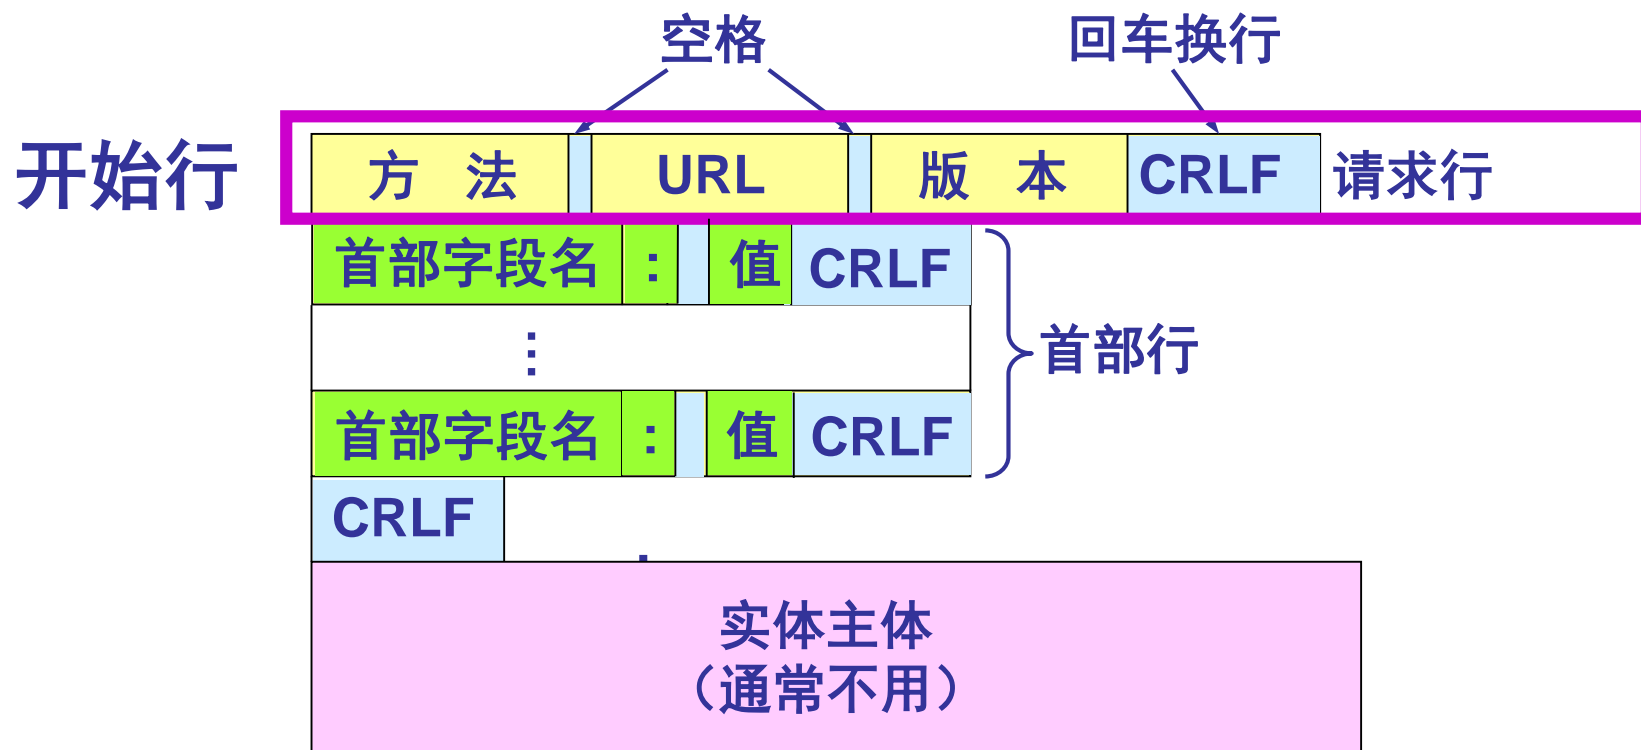 空格 回车换行
开始行 方 法 URL 版 本 CRLF 请求行
首部字段名 : 值 CRLF
⋮
首部行
首部字段名 : 值 CRLF
CRLF
实体主体
（通常不用）